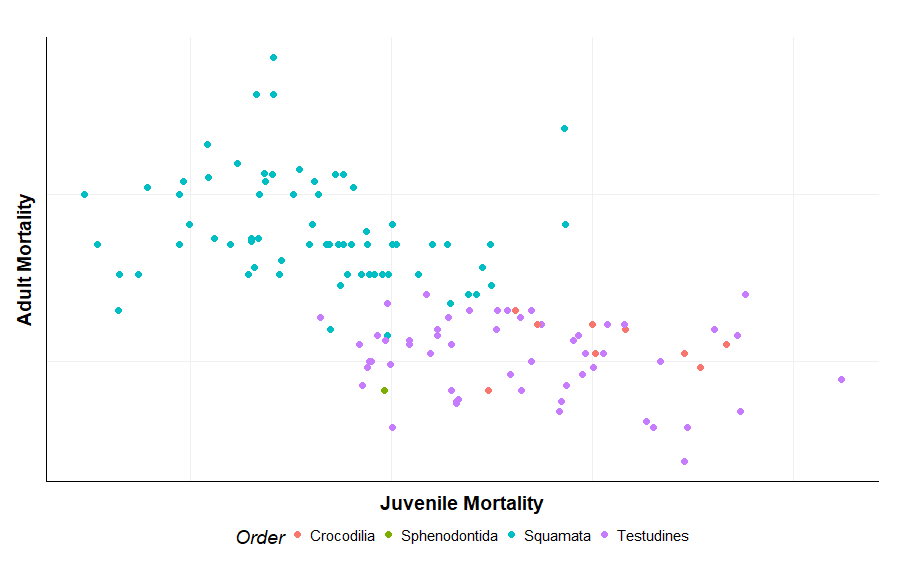 Adult Mortality
Juvenile Mortality
Order Crocodilia Sphenodontida Squamata Testudines